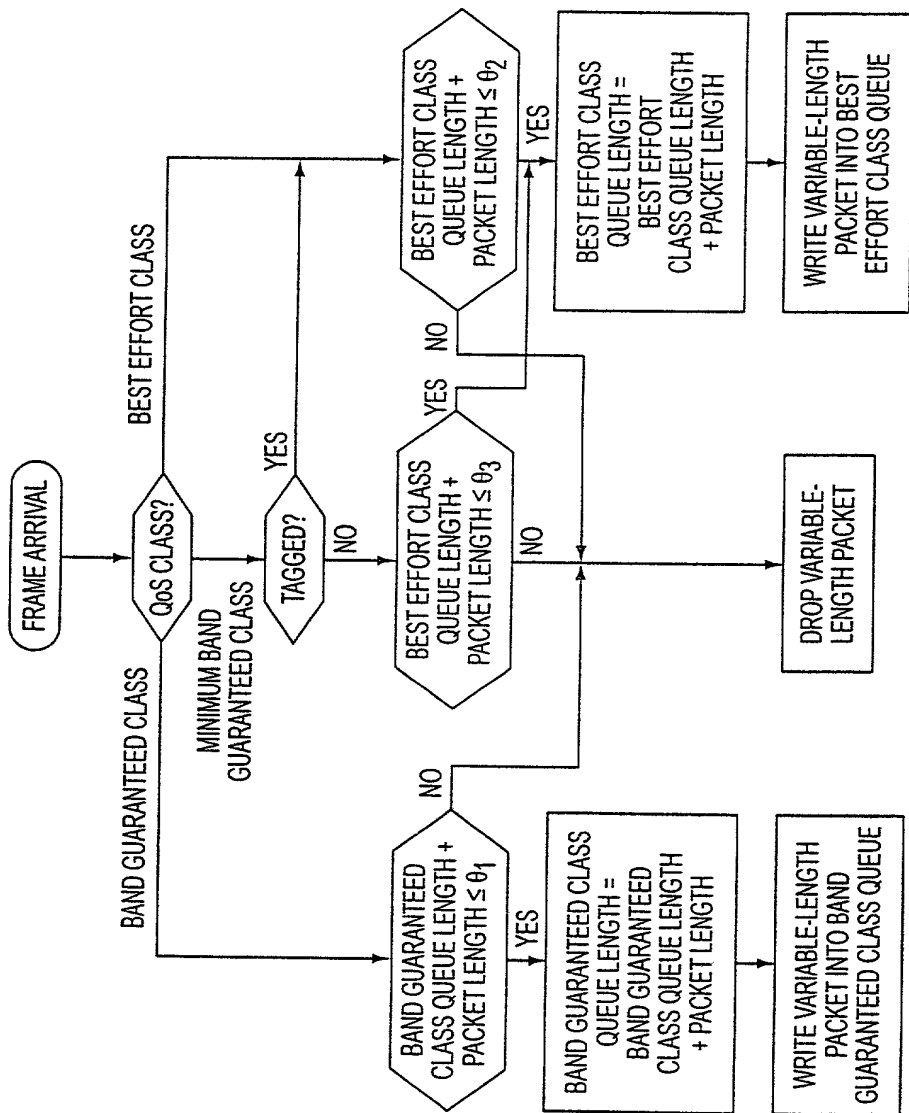 FRAME ARRIVAL
QoS CLASS?
BAND GUARANTEED CLASS
MINIMUM BAND
GUARANTEED CLASS
BEST EFFORT CLASS
TAGGED?
YES
NO
BAND GUARANTEED
CLASS QUEUE LENGTH +
PACKET LENGTH ≤ θ1
NO
YES
BEST EFFORT CLASS
QUEUE LENGTH +
PACKET LENGTH ≤ θ3
YES
NO
BEST EFFORT CLASS
QUEUE LENGTH +
PACKET LENGTH ≤ θ2
NO
YES
BAND GUARANTEED CLASS
QUEUE LENGTH =
BAND GUARANTEED
CLASS QUEUE LENGTH
+ PACKET LENGTH
BEST EFFORT CLASS
QUEUE LENGTH =
BEST EFFORT
CLASS QUEUE LENGTH
+ PACKET LENGTH
WRITE VARIABLE-LENGTH
PACKET INTO BAND
GUARANTEED CLASS QUEUE
DROP VARIABLE-
LENGTH PACKET
WRITE VARIABLE-LENGTH
PACKET INTO BEST
EFFORT CLASS QUEUE